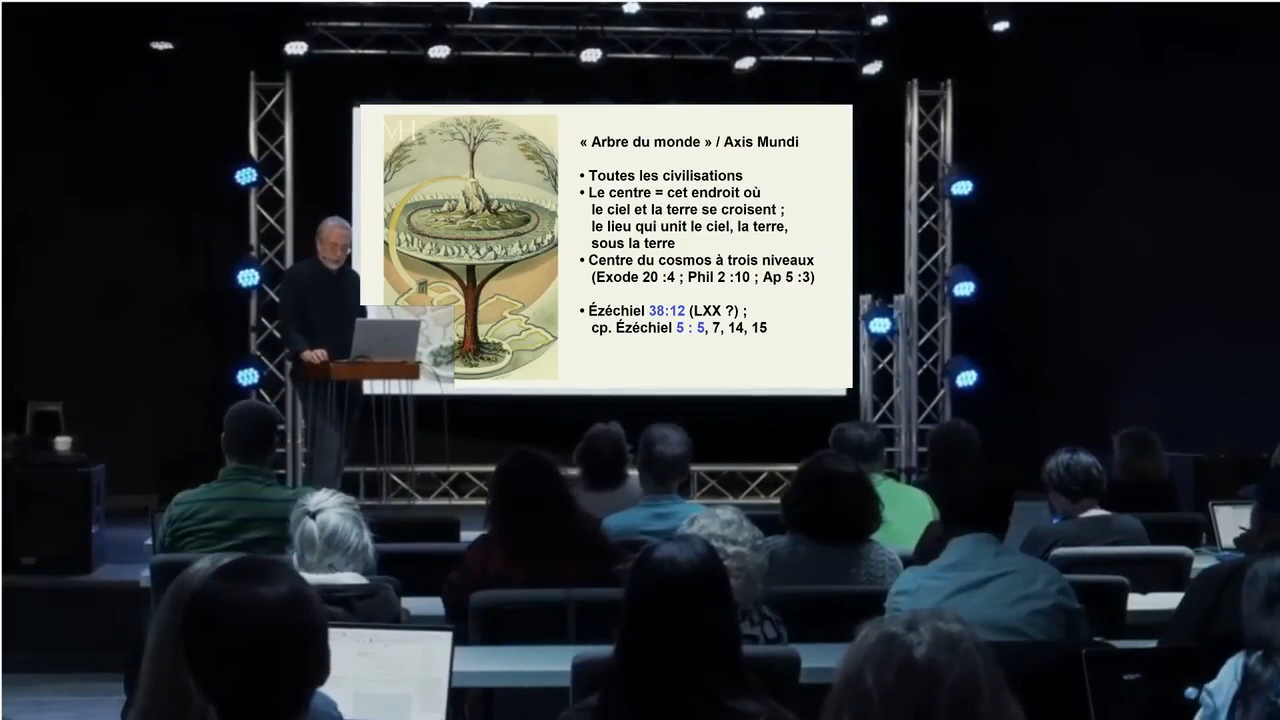 MH
« Arbre du monde » / Axis Mundi
• Toutes les civilisations
• Le centre = cet endroit où
le ciel et la terre se croisent ;
le lieu qui unit le ciel, la terre,
sous la terre
• Centre du cosmos à trois niveaux
(Exode 20 :4 ; Phil 2 :10 ; Ap 5 :3)
• Ézéchiel 38:12 (LXX ?) ;
cp. Ézéchiel 5 : 5, 7, 14, 15